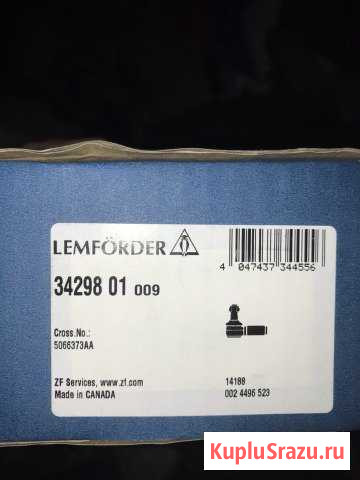 LEMFÖRDER
4 047437 344556
34298 01 009
Cross.No.:
5066373AA
ZF Services, www.zf.com
Made in CANADA
14188
002 4496 523
KupluSrazu.ru